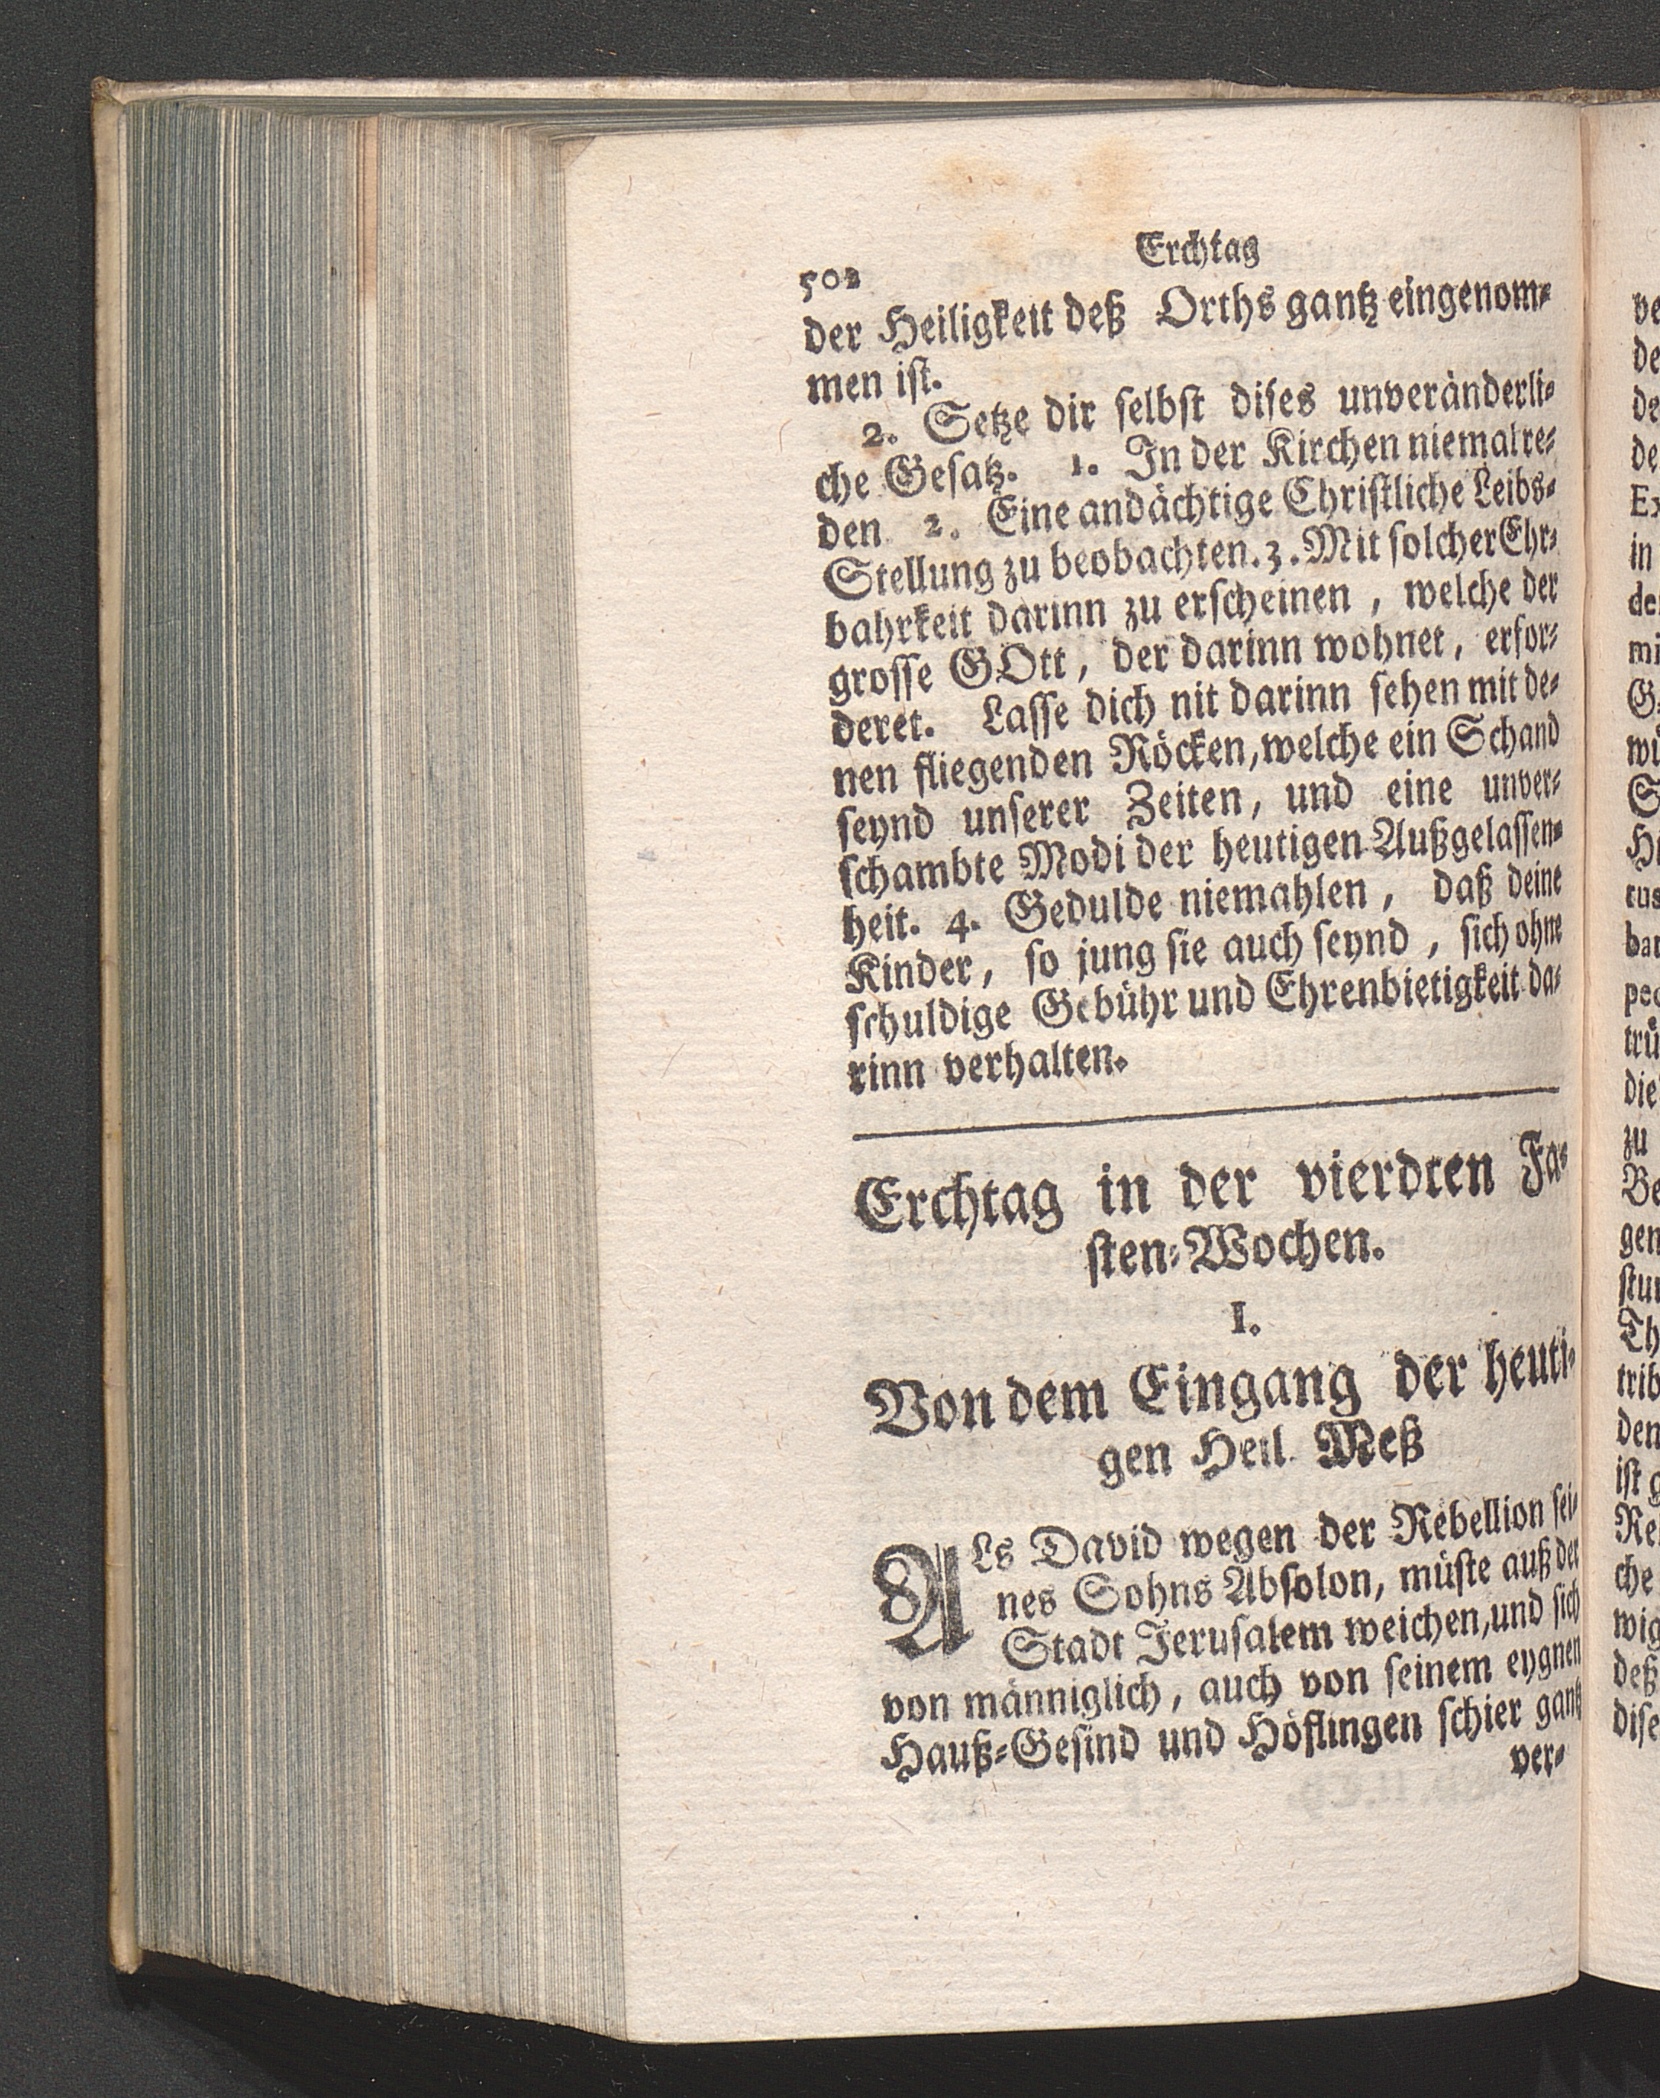 502
Erchtag
der Heiligkeit deß Orths gantz eingenom⸗
men ist.
2. Setze dir selbst dises unveränderli⸗
che Gesatz. 1. In der Kirchen niemal re⸗
den 2. Eine andächtige Christliche Leibs⸗
Stellung zu beobachten. 3. Mit solcher Ehr⸗
bahrkeit darinn zu erscheinen, welche der
grosse GOtt, der darinn wohnet, erfor⸗
deret. Lasse dich nit darinn sehen mit de⸗
nen fliegenden Röcken, welche ein Schand
seynd unserer Zeiten, und eine unver⸗
schambte Modi der heutigen Außgelassen⸗
heit. 4. Gedulde niemahlen, daß deine
Kinder, so jung sie auch seynd, sich ohne
schuldige Gebühr und Ehrenbietigkeit da⸗
rinn verhalten.
Erchtag in der vierdten Fa⸗
sten⸗Wochen.
I.
Von dem Eingang der heuti⸗
gen Heil. Meß
ALs David wegen der Rebellion sei⸗
nes Sohns Absolon, müste auß der
Stadt Jerusalem weichen, und sich
von männiglich, auch von seinem eygnen
Hauß⸗Gesind und Höflingen schier gantz
ver⸗